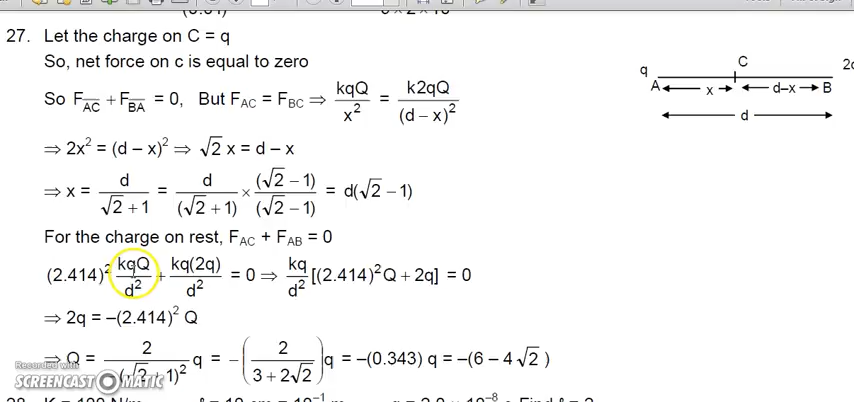 27. Let the charge on C = q
So, net force on c is equal to zero
So F_AC + F_BA = 0, But F_AC = F_BC ⇒ kqQ/x² = k2qQ/(d – x)²
⇒ 2x² = (d – x)² ⇒ √2 x = d – x
⇒ x = d/(√2 + 1) = d/(√2 + 1) × (√2 – 1)/(√2 – 1) = d(√2 – 1)
For the charge on rest, F_AC + F_AB = 0
(2.414)² kqQ/d² + kq(2q)/d² = 0 ⇒ kq/d² [(2.414)² Q + 2q] = 0
⇒ 2q = –(2.414)² Q
⇒ Q = 2/(√2 + 1)² q = –(2/(3 + 2√2)) q = –(0.343) q = –(6 – 4√2)
q
C
A
x
d–x
B
d
Recorded with
SCREENCAST MATIC